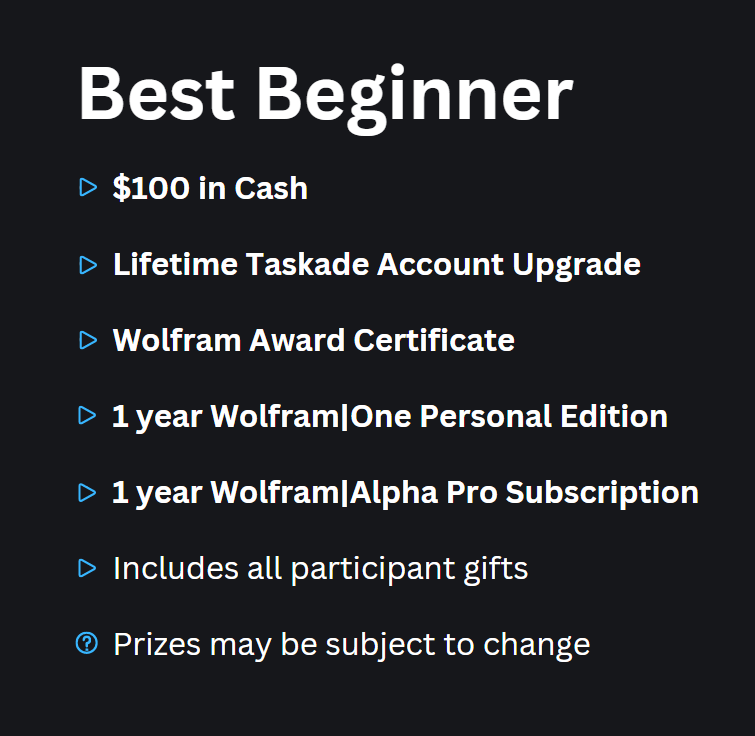 Best Beginner
$100 in Cash
Lifetime Taskade Account Upgrade
Wolfram Award Certificate
1 year Wolfram|One Personal Edition
1 year Wolfram|Alpha Pro Subscription
Includes all participant gifts
Prizes may be subject to change